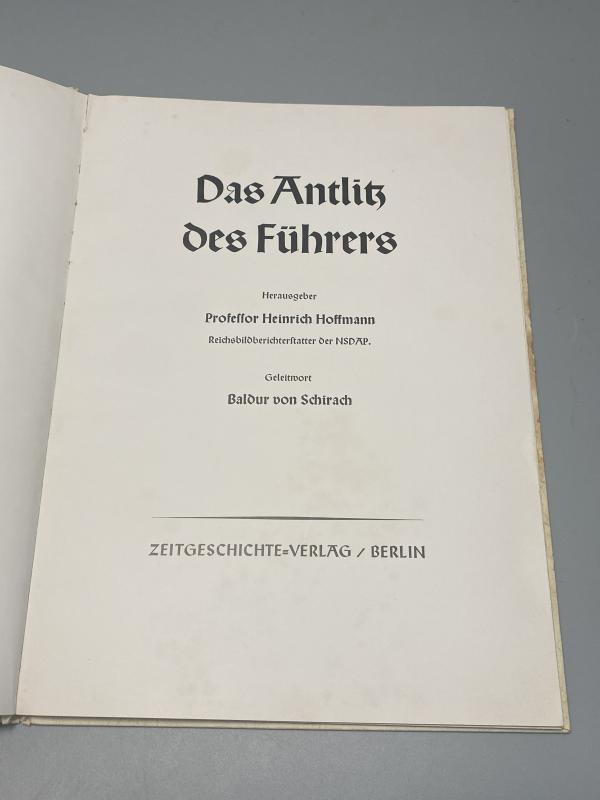 Das Antlitz
des Führers
Herausgeber
Professor Heinrich Hoffmann
Reichsbildberichterstatter der NSDAP.
Geleitwort
Baldur von Schirach
ZEITGESCHICHTE=VERLAG / BERLIN